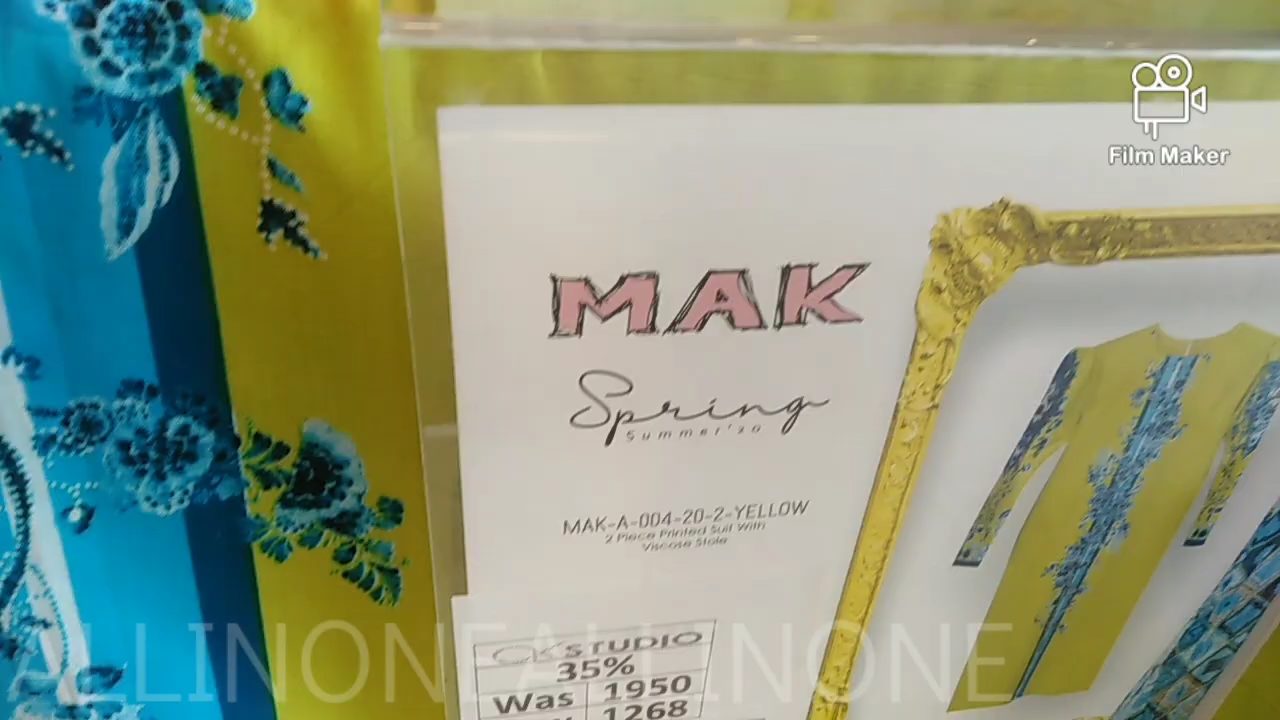 Film Maker
MAK
Spring
Summer'20
MAK-A-004-20-2-YELLOW
2 Piece Printed Suit With
Viscose Stole
CK STUDIO
35%
Was 1950
1268
ALLINONEALLINONE